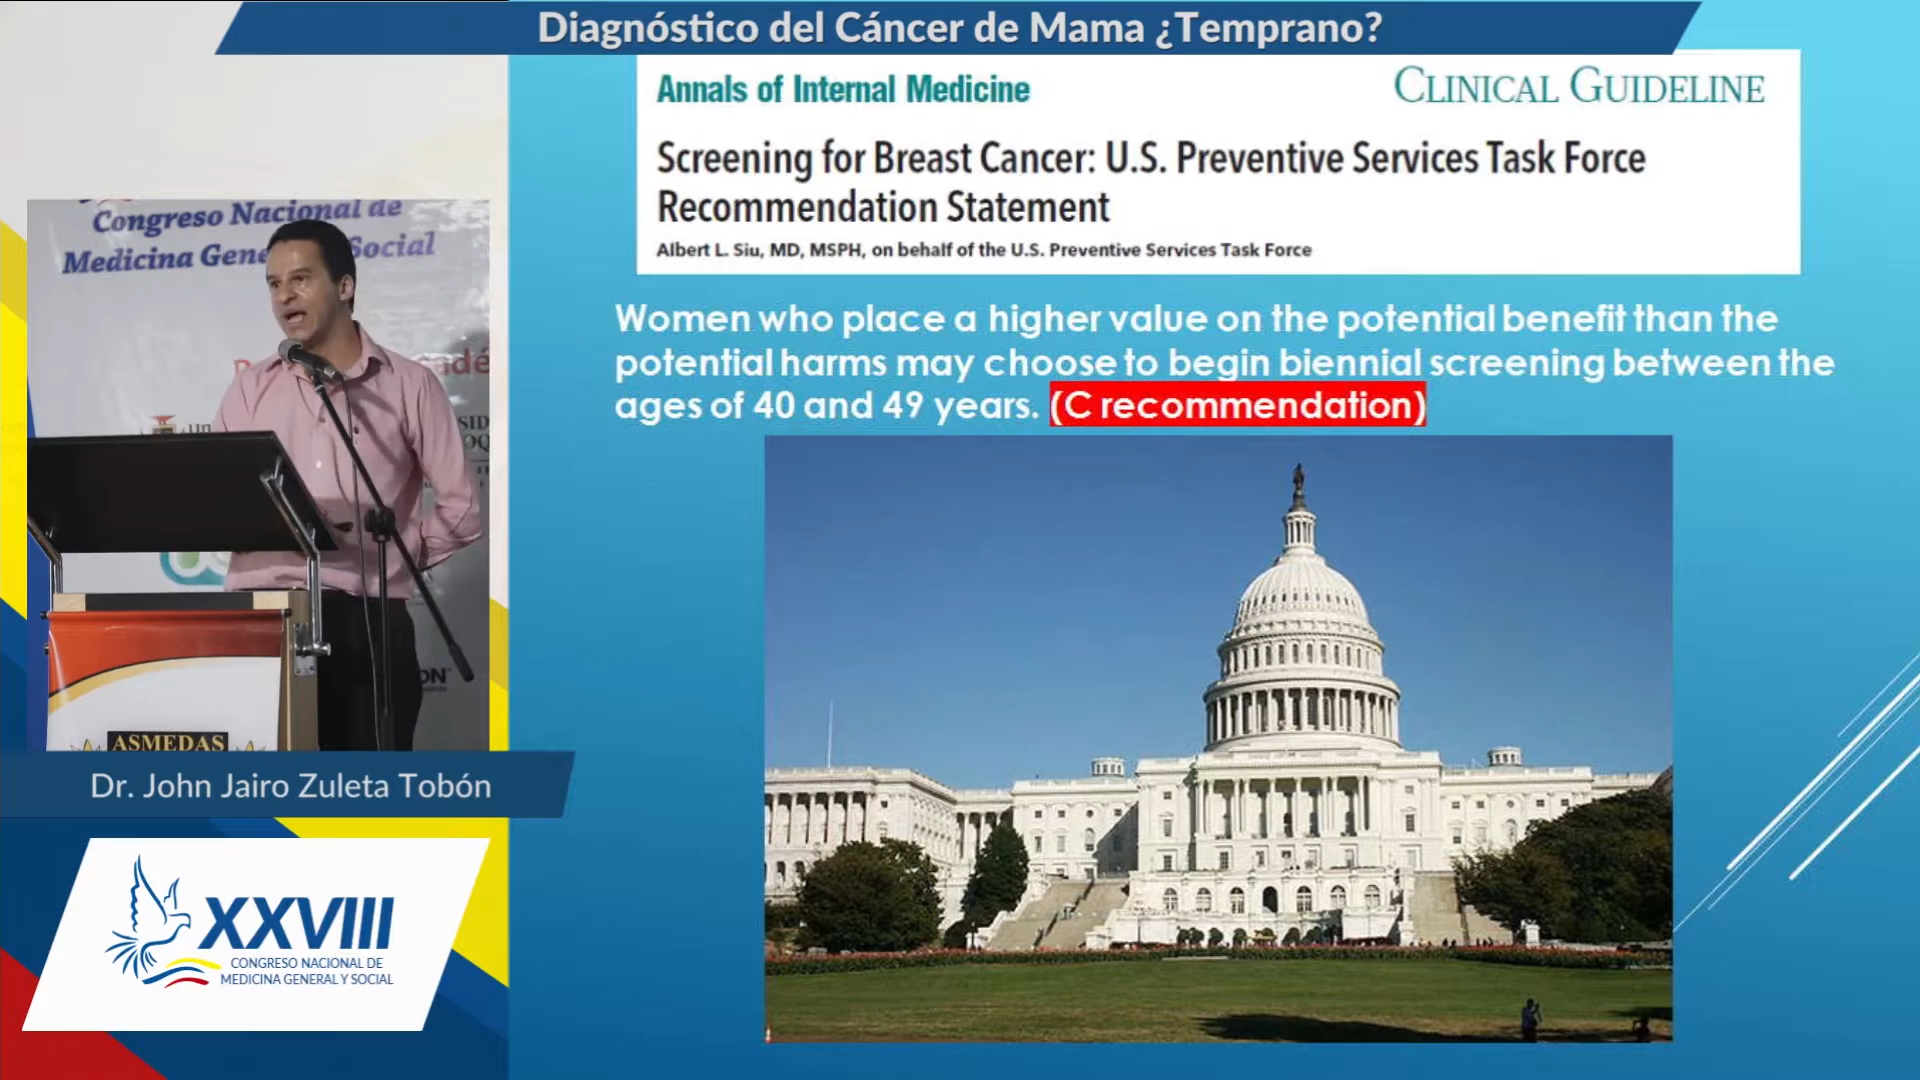 Diagnóstico del Cáncer de Mama ¿Temprano?
Annals of Internal Medicine
CLINICAL GUIDELINE
Screening for Breast Cancer: U.S. Preventive Services Task Force
Recommendation Statement
Albert L. Siu, MD, MSPH, on behalf of the U.S. Preventive Services Task Force
Women who place a higher value on the potential benefit than the
potential harms may choose to begin biennial screening between the
ages of 40 and 49 years. (C recommendation)
Congreso Nacional de
Medicina Social
ASMEDAS
Dr. John Jairo Zuleta Tobón
XXVIII
CONGRESO NACIONAL DE
MEDICINA GENERAL Y SOCIAL